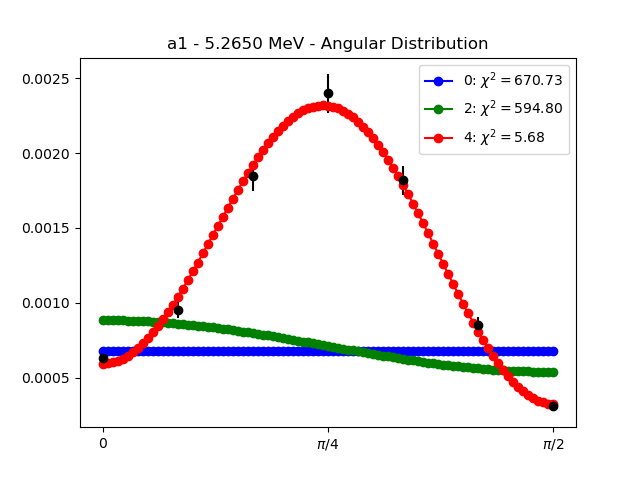 a1 - 5.2650 MeV - Angular Distribution
0.0025
0.0020
0.0015
0.0010
0.0005
0: χ² = 670.73
2: χ² = 594.80
4: χ² = 5.68
0
π/4
π/2